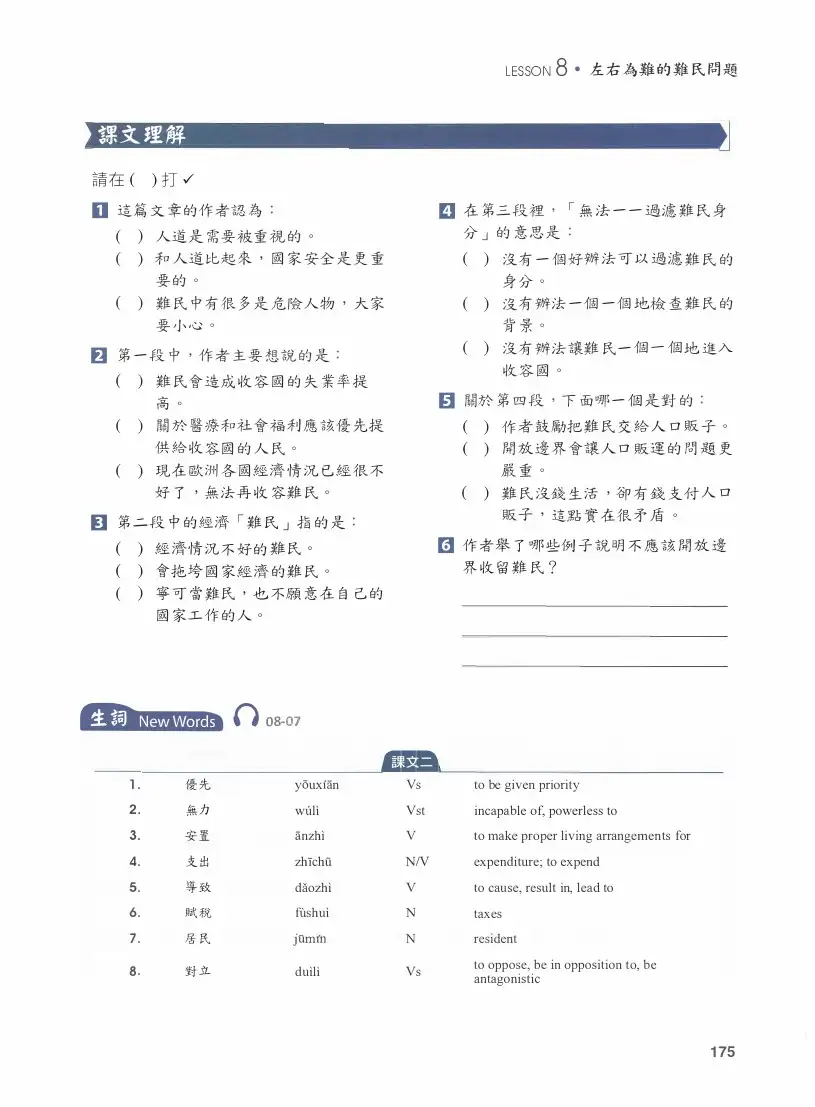 LESSON 8 • 左右為難的難民問題
課文理解
請在 (   ) 打 ✓
1 這篇文章的作者認為：
(   ) 人道是需要被重視的。
(   ) 和人道比起來，國家安全是更重
要的。
(   ) 難民中有很多是危險人物，大家
要小心。
2 第一段中，作者主要想說的是：
(   ) 難民會造成收容國的失業率提
高。
(   ) 關於醫療和社會福利應該優先提
供給收容國的人民。
(   ) 現在歐洲各國經濟情況已經很不
好了，無法再收容難民。
3 第二段中的經濟「難民」指的是：
(   ) 經濟情況不好的難民。
(   ) 會拖垮國家經濟的難民。
(   ) 寧可當難民，也不願意在自己的
國家工作的人。
4 在第三段裡，「無法一一過濾難民身
分」的意思是：
(   ) 沒有一個好辦法可以過濾難民的
身分。
(   ) 沒有辦法一個一個地檢查難民的
背景。
(   ) 沒有辦法讓難民一個一個地進入
收容國。
5 關於第四段，下面哪一個是對的：
(   ) 作者鼓勵把難民交給人口販子。
(   ) 開放邊界會讓人口販運的問題更
嚴重。
(   ) 難民沒錢生活，卻有錢支付人口
販子，這點實在很矛盾。
6 作者舉了哪些例子說明不應該開放邊
界收留難民？
生詞 New Words 08-07
課文二
1. 優先 yōuxiān Vs to be given priority
2. 無力 wúlì Vst incapable of, powerless to
3. 安置 ānzhì V to make proper living arrangements for
4. 支出 zhīchū N/V expenditure; to expend
5. 導致 dǎozhì V to cause, result in, lead to
6. 賦稅 fùshuì N taxes
7. 居民 jūmín N resident
8. 對立 duìlì Vs to oppose, be in opposition to, be
antagonistic
175